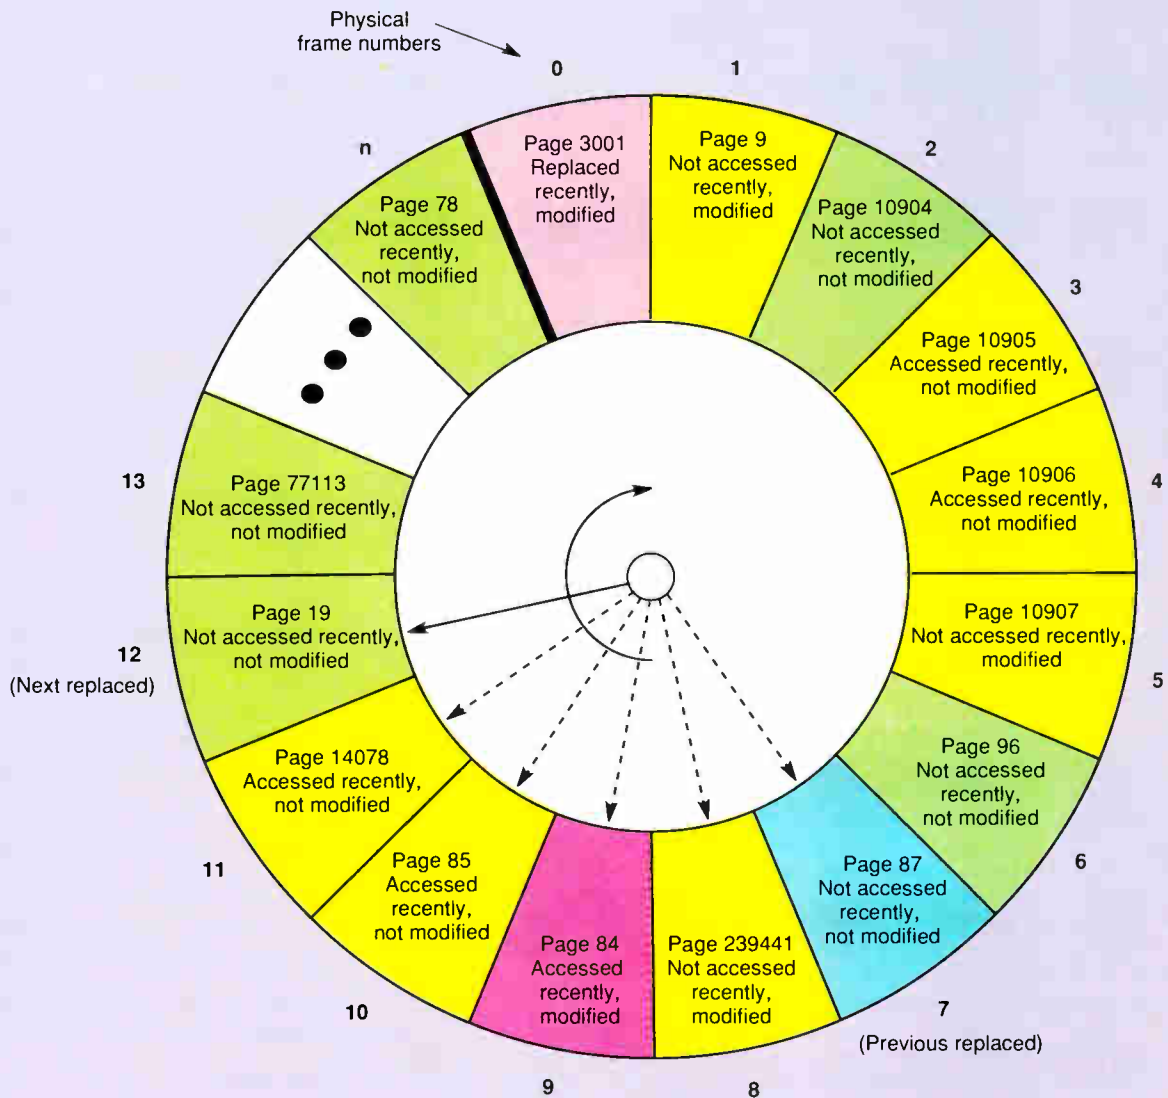 Physical
frame numbers
0
Page 3001
Replaced
recently,
modified
1
Page 9
Not accessed
recently,
modified
2
Page 10904
Not accessed
recently,
not modified
3
Page 10905
Accessed recently,
not modified
4
Page 10906
Accessed recently,
not modified
5
Page 10907
Not accessed recently,
modified
6
Page 96
Not accessed
recently,
not modified
7
(Previous replaced)
Page 87
Not accessed
recently,
not modified
8
Page 239441
Not accessed
recently,
modified
9
Page 84
Accessed
recently,
modified
10
Page 85
Accessed
recently,
not modified
11
Page 14078
Accessed recently,
not modified
12
(Next replaced)
Page 19
Not accessed recently,
not modified
13
Page 77113
Not accessed recently,
not modified
n
Page 78
Not accessed
recently,
not modified